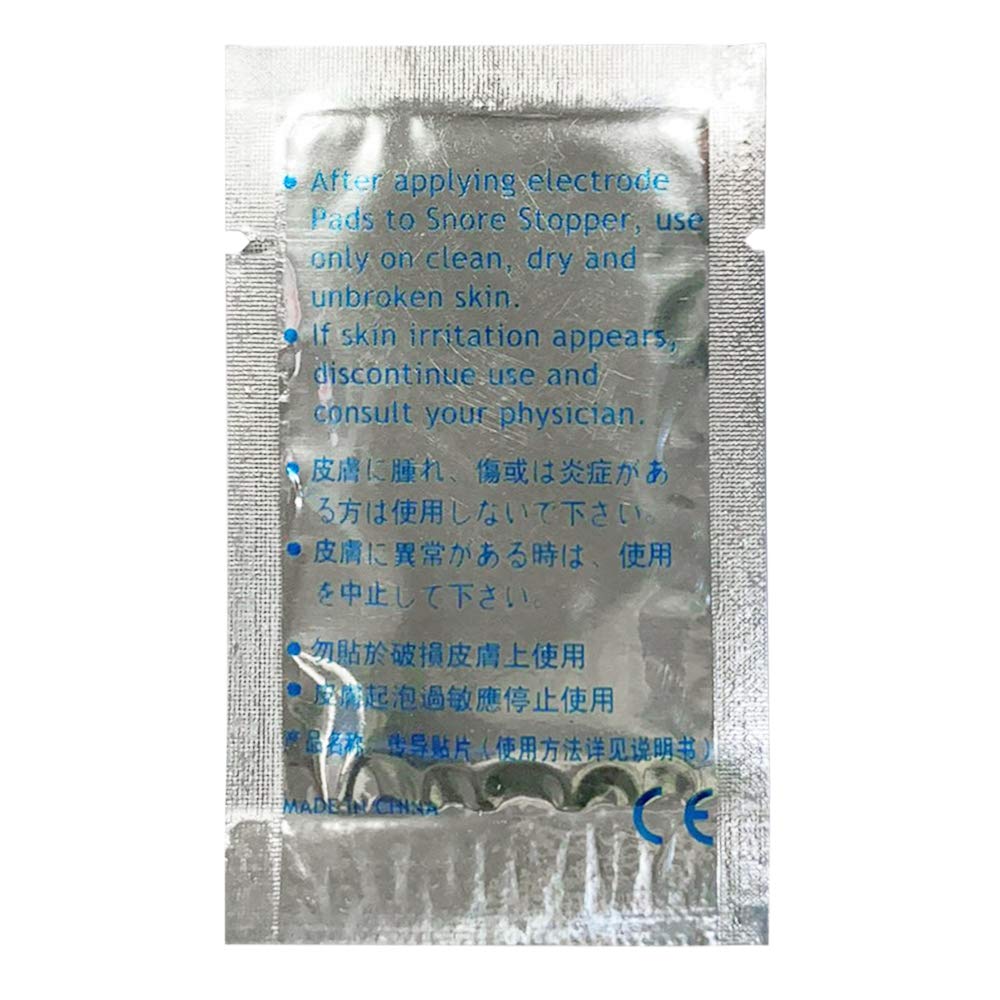 • After applying electrode
Pads to Snore Stopper, use
only on clean, dry and
unbroken skin.
• If skin irritation appears,
discontinue use and
consult your physician.
• 皮膚に腫れ、傷或は炎症があ
る方は使用しないで下さい。
• 皮膚に異常がある時は、使用
を中止して下さい。
• 勿貼於破損皮膚上使用
• 皮膚起泡過敏應停止使用
产品名称:传导贴片(使用方法详见说明书)
MADE IN CHINA
CE